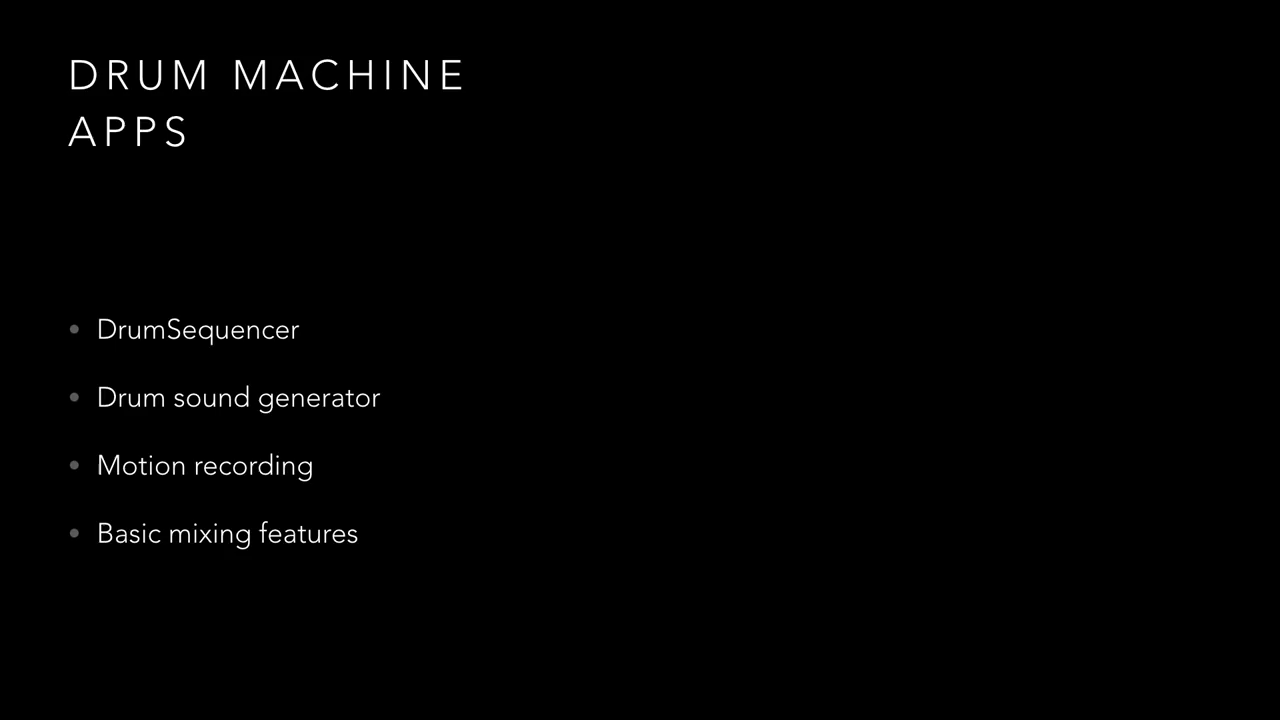 DRUM MACHINE
APPS
• DrumSequencer
• Drum sound generator
• Motion recording
• Basic mixing features